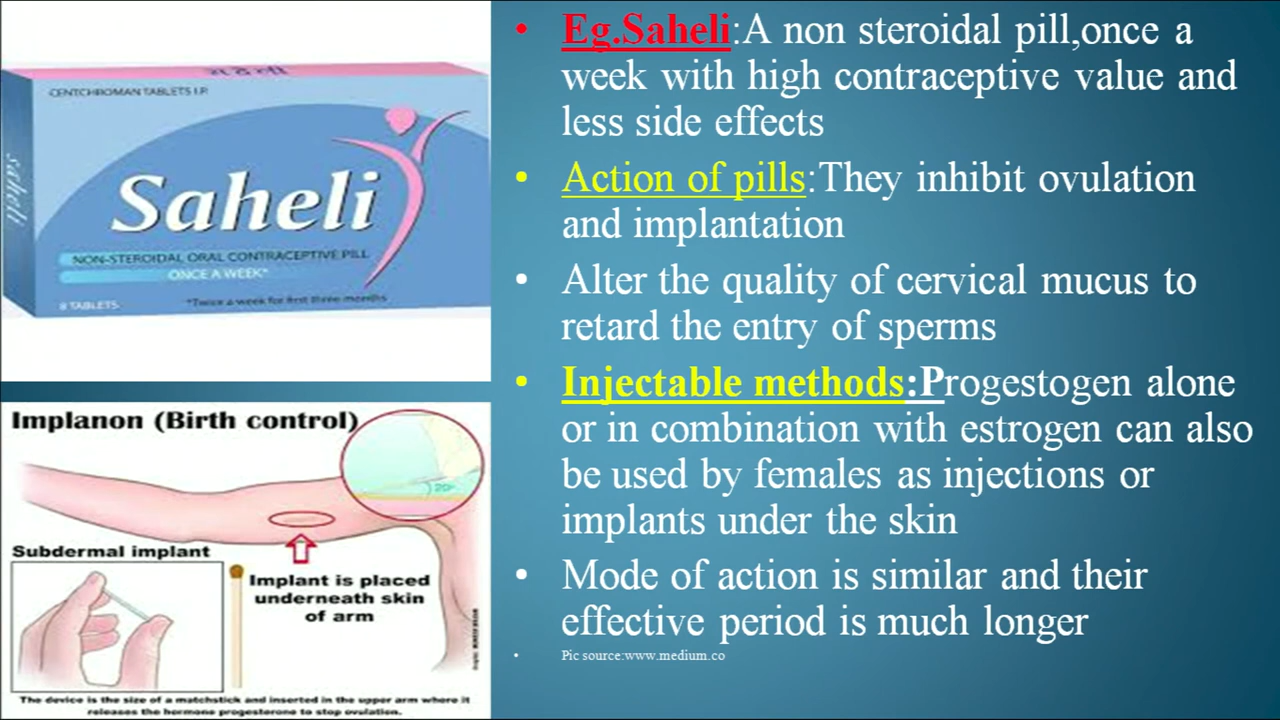 सहेली
CENTCHROMAN TABLETS I.P.
saheli
Saheli
NON-STEROIDAL ORAL CONTRACEPTIVE PILL
ONCE A WEEK*
8 TABLETS
*Twice a week for first three months
Implanon (Birth control)
20°
Subdermal implant
Implant is placed
underneath skin
of arm
The device is the size of a matchstick and inserted in the upper arm where it
releases the hormone progesterone to stop ovulation.
• Eg.Saheli:A non steroidal pill,once a
week with high contraceptive value and
less side effects
• Action of pills:They inhibit ovulation
and implantation
• Alter the quality of cervical mucus to
retard the entry of sperms
• Injectable methods:Progestogen alone
or in combination with estrogen can also
be used by females as injections or
implants under the skin
• Mode of action is similar and their
effective period is much longer
• Pic source:www.medium.co